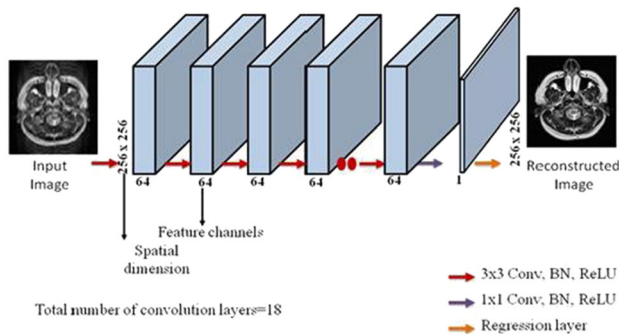 256 x 256
Input
Image
64
64
64
64
64
1
256 x 256
Reconstructed
Image
Feature channels
Spatial
dimension
Total number of convolution layers=18
3x3 Conv, BN, ReLU
1x1 Conv, BN, ReLU
Regression layer